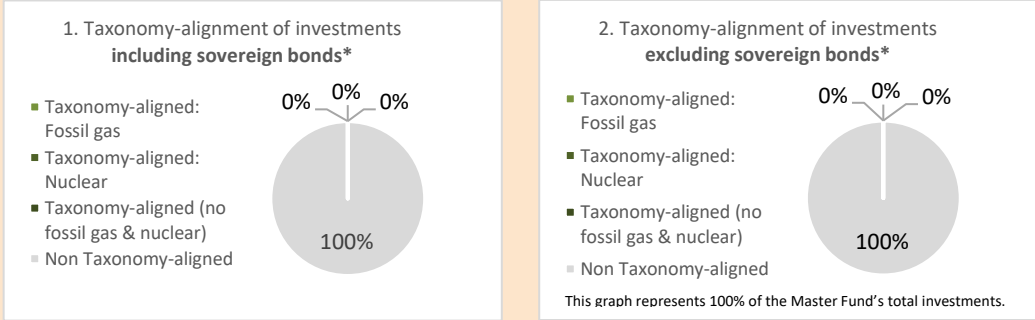 1. Taxonomy-alignment of investments
including sovereign bonds*
0%
0%
0%
Taxonomy-aligned:
Fossil gas
Taxonomy-aligned:
Nuclear
Taxonomy-aligned (no
fossil gas & nuclear)
Non Taxonomy-aligned
100%
2. Taxonomy-alignment of investments
excluding sovereign bonds*
0%
0%
0%
Taxonomy-aligned:
Fossil gas
Taxonomy-aligned:
Nuclear
Taxonomy-aligned (no
fossil gas & nuclear)
Non Taxonomy-aligned
100%
This graph represents 100% of the Master Fund's total investments.